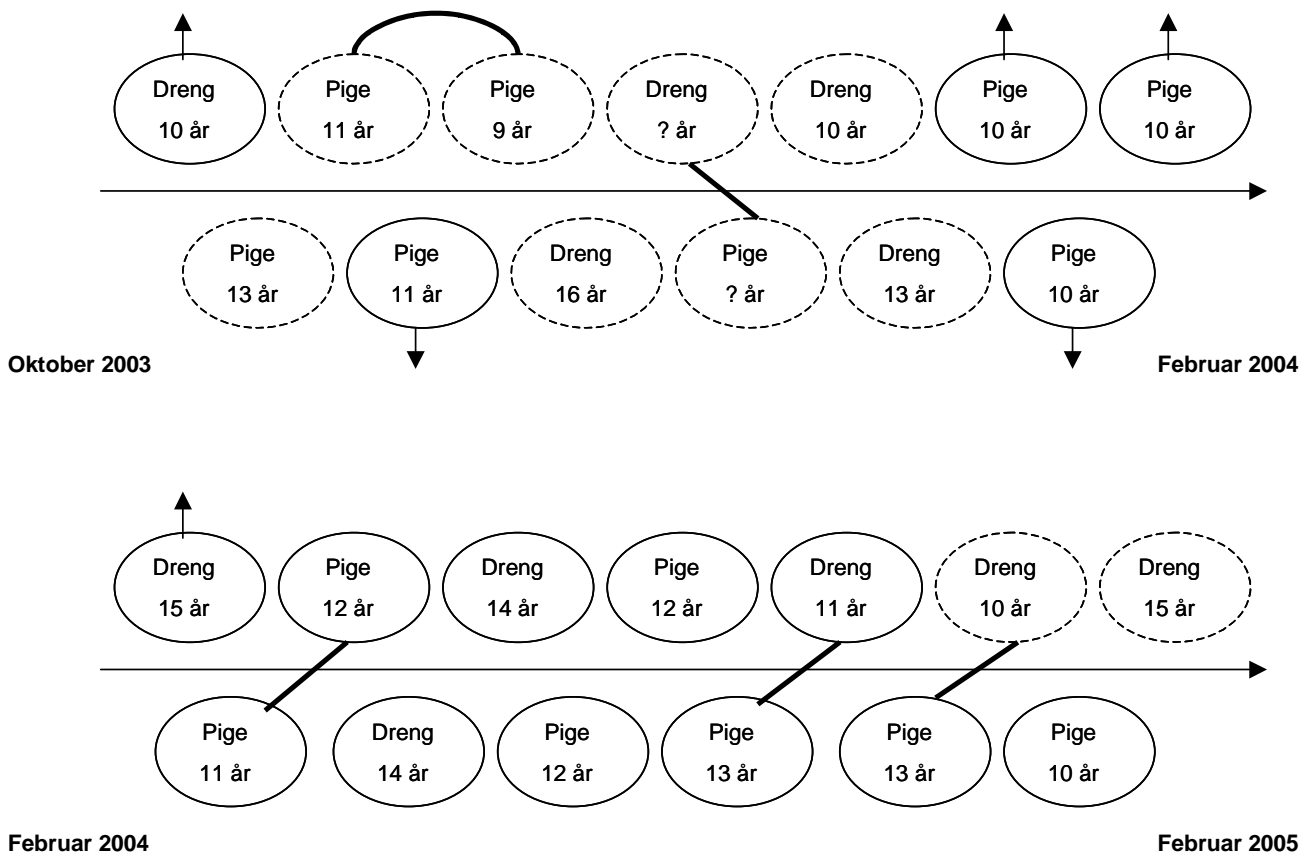 Dreng
10 år
Pige
11 år
Pige
9 år
Dreng
? år
Dreng
10 år
Pige
10 år
Pige
10 år
Pige
13 år
Pige
11 år
Dreng
16 år
Pige
? år
Dreng
13 år
Pige
10 år
Oktober 2003
Februar 2004
Dreng
15 år
Pige
12 år
Dreng
14 år
Pige
12 år
Dreng
11 år
Dreng
10 år
Dreng
15 år
Pige
11 år
Dreng
14 år
Pige
12 år
Pige
13 år
Pige
13 år
Pige
10 år
Februar 2004
Februar 2005